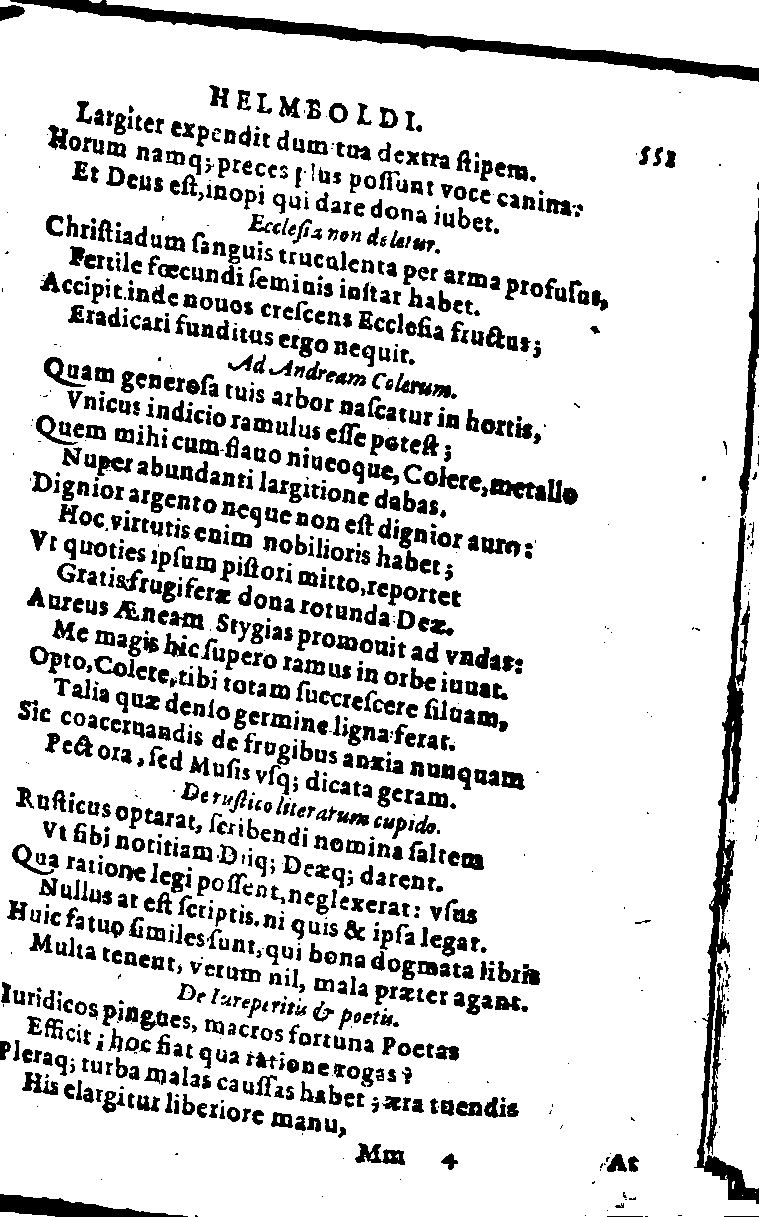 HELMBOLDI.
552
Largiter expendit dum tua dextra ſtipem.
Horum namq; preces plus poſſunt voce canina:
Et Deus eſt, inopi qui dare dona iubet.
Eccleſia non deletur.
Chriſtiadum ſanguis truculenta per arma profuſus,
Fertile fœcundi ſeminis inſtar habet.
Accipit inde nouos creſcens Eccleſia fructus;
Eradicari funditus ergo nequit.
Ad Andream Colerum.
Quam generoſa tuis arbor naſcatur in hortis,
Vnicus indicio ramulus eſſe poteſt;
Quem mihi cum flauo niueoque, Colere, metallo
Nuper abundanti largitione dabas.
Dignior argento neque non eſt dignior auro:
Hoc virtutis enim nobilioris habet;
Vt quoties ipſum piſtori mitto, reportet
Gratis frugiferæ dona rotunda Deæ.
Aureus Æneam Stygias promouit ad vndas:
Me magis hic ſupero ramus in orbe iuuat.
Opto, Colere, tibi totam ſuccreſcere ſiluam,
Talia quæ denſo germine ligna ferat.
Sic coaceruandis de frugibus anxia nunquam
Pectora, ſed Muſis vſq; dicata geram.
De ruſtico literarum cupido.
Ruſticus optarat, ſcribendi nomina ſaltem
Vt ſibi notitiam Diiq; Deæq; darent.
Qua ratione legi poſſent, neglexerat: vſus
Nullus at eſt ſcriptis, ni quis & ipſa legat.
Huic fatuo ſimiles ſunt, qui bona dogmata libris
Multa tenent, verum nil, mala præter agant.
De Iureperitis & poetis.
Iuridicos pingues, macros fortuna Poetas
Efficit; hoc fiat qua ratione rogas?
Pleraq; turba malas cauſſas habet; æra tuendis
His elargitur liberiore manu,
Mm 4
At